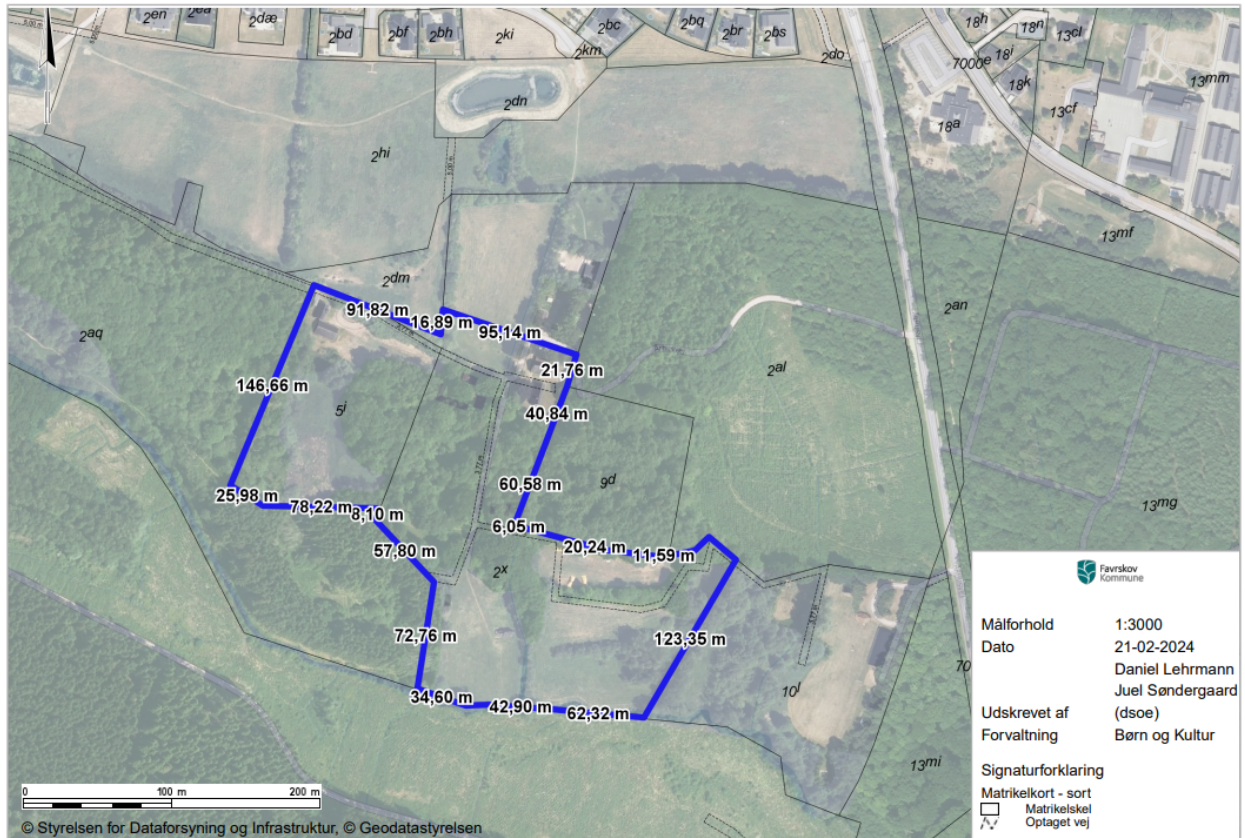 2en
2ea
2dæ
2bd
2bf
2bh
2ki
2km
2bc
2bq
2br
2bs
2do
18h
18n
13cl
7000e
18i
18k
13mm
2dn
18a
13cf
2hi
13mf
2dm
2an
91,82 m
16,89 m
95,14 m
2aq
21,76 m
2al
146,66 m
5i
40,84 m
60,58 m
9d
25,98 m
78,22 m
8,10 m
6,05 m
13mg
57,80 m
20,24 m
11,59 m
2x
72,76 m
123,35 m
34,60 m
42,90 m
62,32 m
10l
70
13mi
Favrskov
Kommune
Målforhold 1:3000
Dato 21-02-2024
Daniel Lehrmann
Juel Søndergaard
Udskrevet af (dsoe)
Forvaltning Børn og Kultur
Signaturforklaring
Matrikelkort - sort
Matrikelskel
Optaget vej
0 100 m 200 m
© Styrelsen for Dataforsyning og Infrastruktur, © Geodatastyrelsen